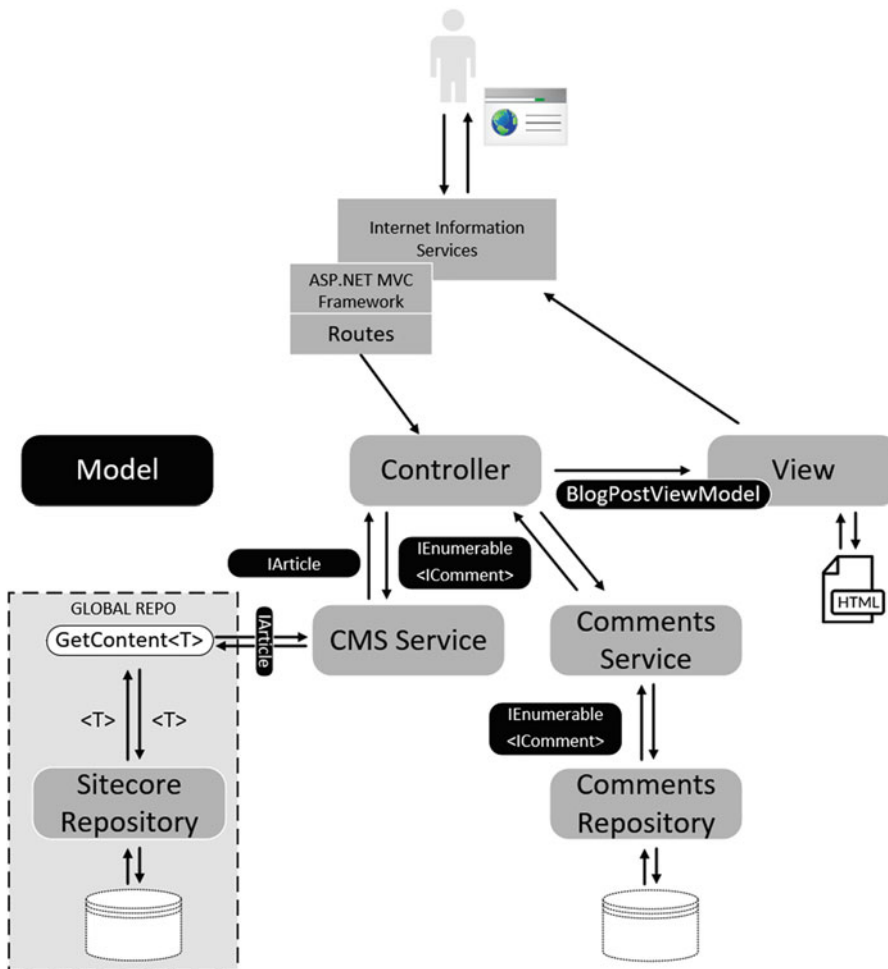 Internet Information
Services
ASP.NET MVC
Framework
Routes
Model
Controller
View
BlogPostViewModel
IArticle
IEnumerable
<IComment>
HTML
GLOBAL REPO
GetContent<T>
IArticle
CMS Service
Comments
Service
<T>
<T>
IEnumerable
<IComment>
Sitecore
Repository
Comments
Repository